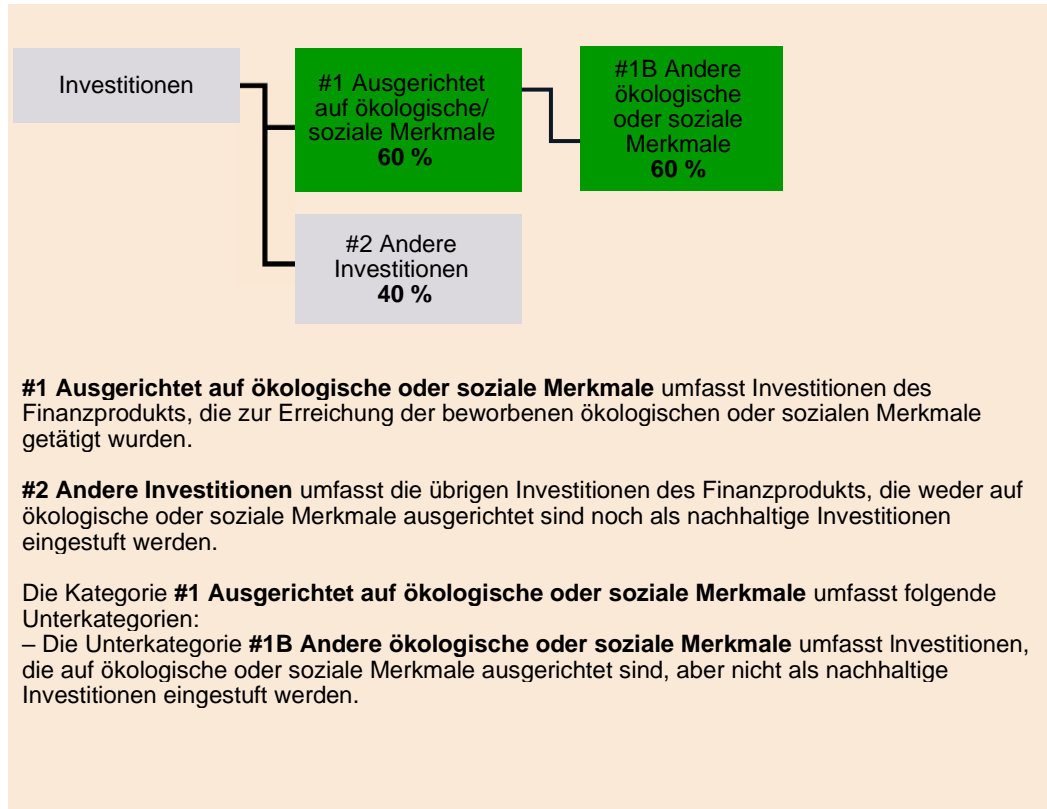 Investitionen
#1 Ausgerichtet
auf ökologische/
soziale Merkmale
60 %
#1B Andere
ökologische
oder soziale
Merkmale
60 %
#2 Andere
Investitionen
40 %
#1 Ausgerichtet auf ökologische oder soziale Merkmale umfasst Investitionen des
Finanzprodukts, die zur Erreichung der beworbenen ökologischen oder sozialen Merkmale
getätigt wurden.
#2 Andere Investitionen umfasst die übrigen Investitionen des Finanzprodukts, die weder auf
ökologische oder soziale Merkmale ausgerichtet sind noch als nachhaltige Investitionen
eingestuft werden.
Die Kategorie #1 Ausgerichtet auf ökologische oder soziale Merkmale umfasst folgende
Unterkategorien:
– Die Unterkategorie #1B Andere ökologische oder soziale Merkmale umfasst Investitionen,
die auf ökologische oder soziale Merkmale ausgerichtet sind, aber nicht als nachhaltige
Investitionen eingestuft werden.